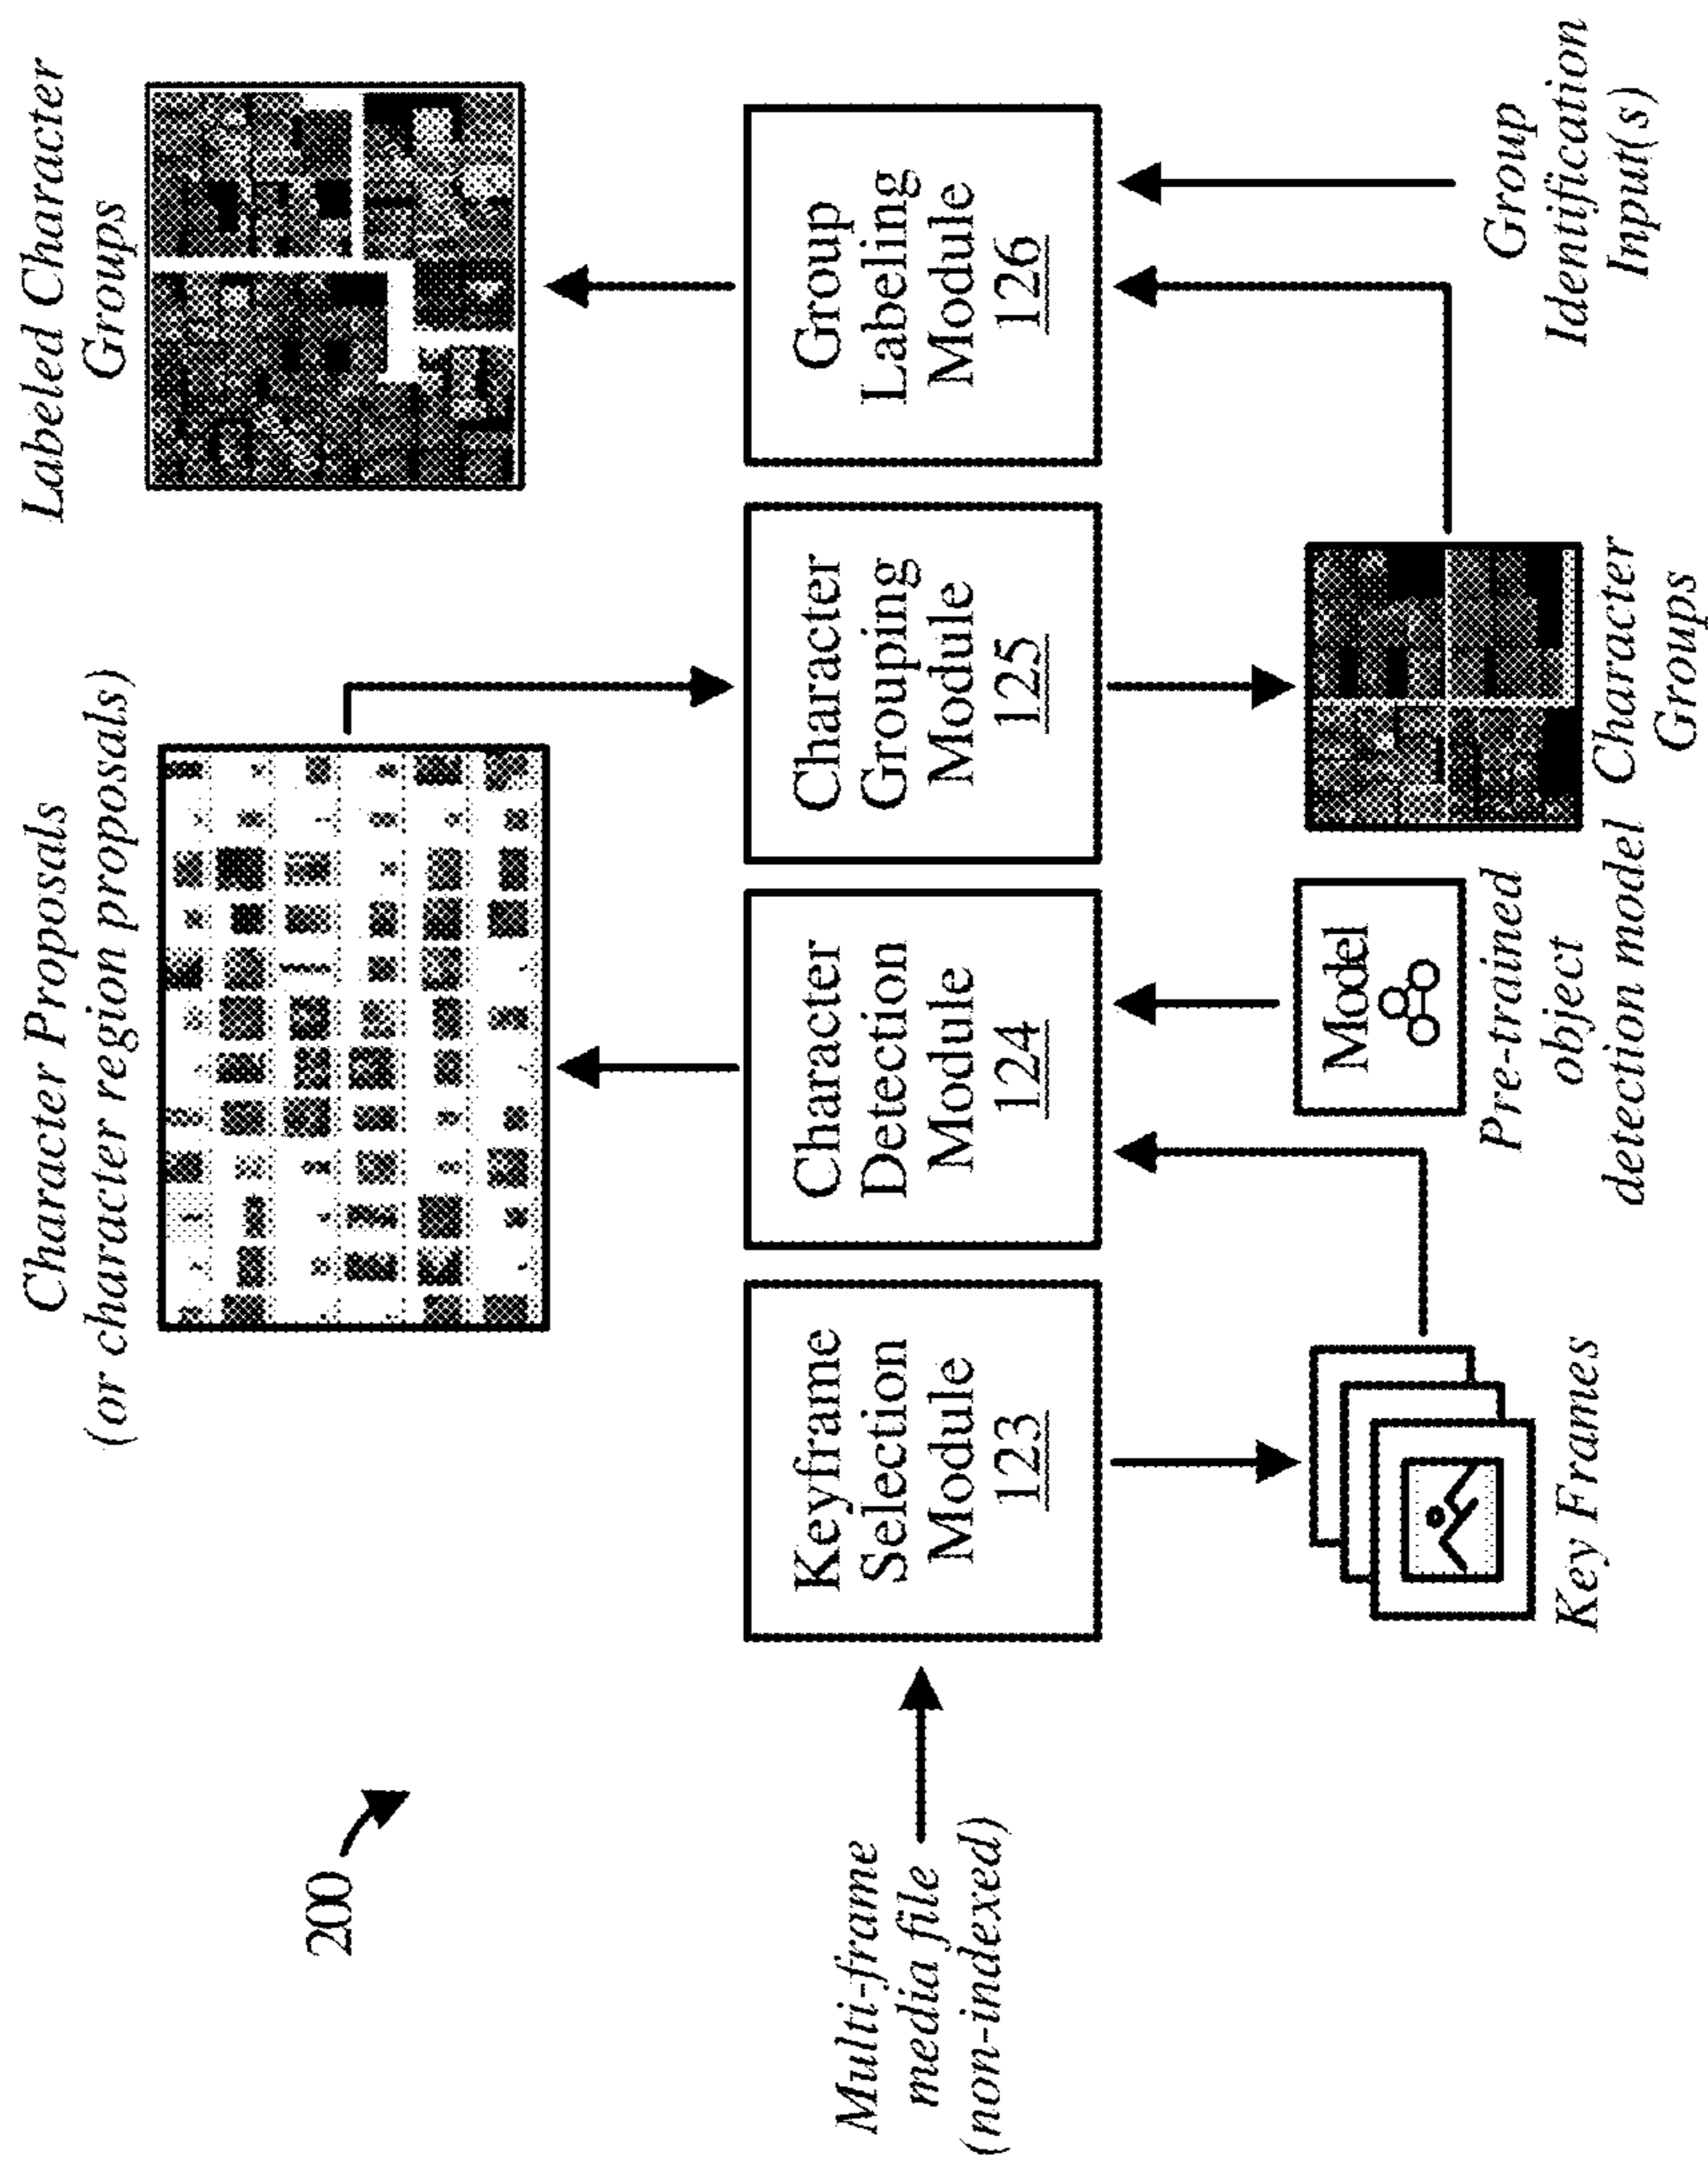 200
Multi-frame
media file
(non-indexed)
Keyframe
Selection
Module
123
Key Frames
Character Proposals
(or character region proposals)
Character
Detection
Module
124
Model
Pre-trained
object
detection model
Character
Grouping
Module
125
Character
Groups
Labeled Character
Groups
Group
Labeling
Module
126
Group
Identification
Input(s)